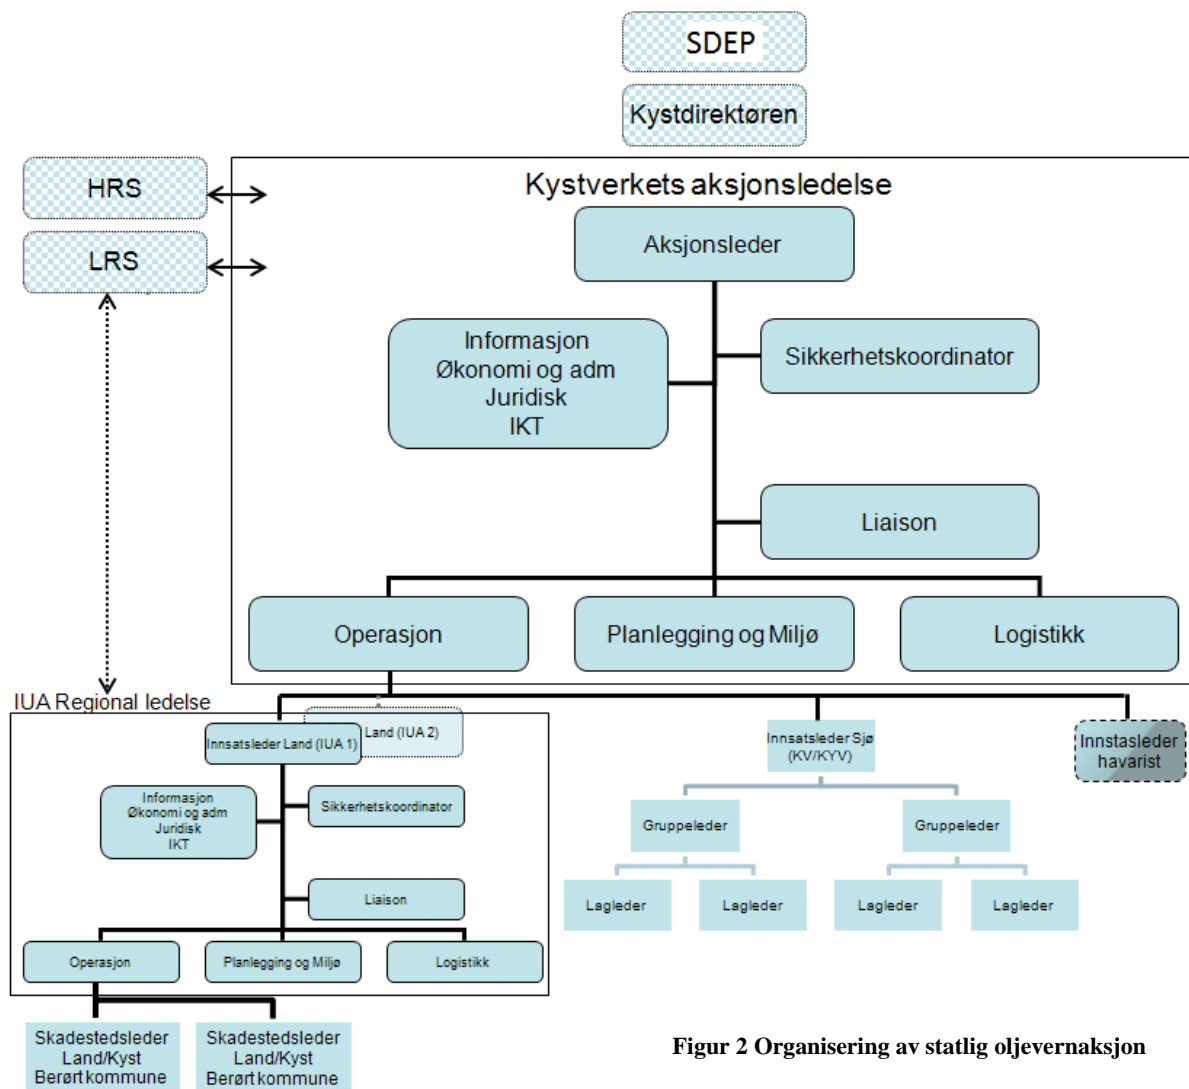 SDEP
Kystdirektøren
HRS
LRS
Kystverkets aksjonsledelse
Aksjonsleder
Informasjon
Økonomi og adm
Juridisk
IKT
Sikkerhetskoordinator
Liaison
Operasjon
Planlegging og Miljø
Logistikk
IUA Regional ledelse
Innsatsleder Land (IUA 1)
Land (IUA 2)
Informasjon
Økonomi og adm
Juridisk
IKT
Sikkerhetskoordinator
Liaison
Operasjon
Planlegging og Miljø
Logistikk
Skadestedsleder
Land/Kyst
Berørt kommune
Skadestedsleder
Land/Kyst
Berørt kommune
Innsatsleder Sjø
(KV/KYV)
Gruppeleder
Gruppeleder
Lagleder
Lagleder
Lagleder
Lagleder
Innstasleder
havarist
Figur 2 Organisering av statlig oljevernaksjon